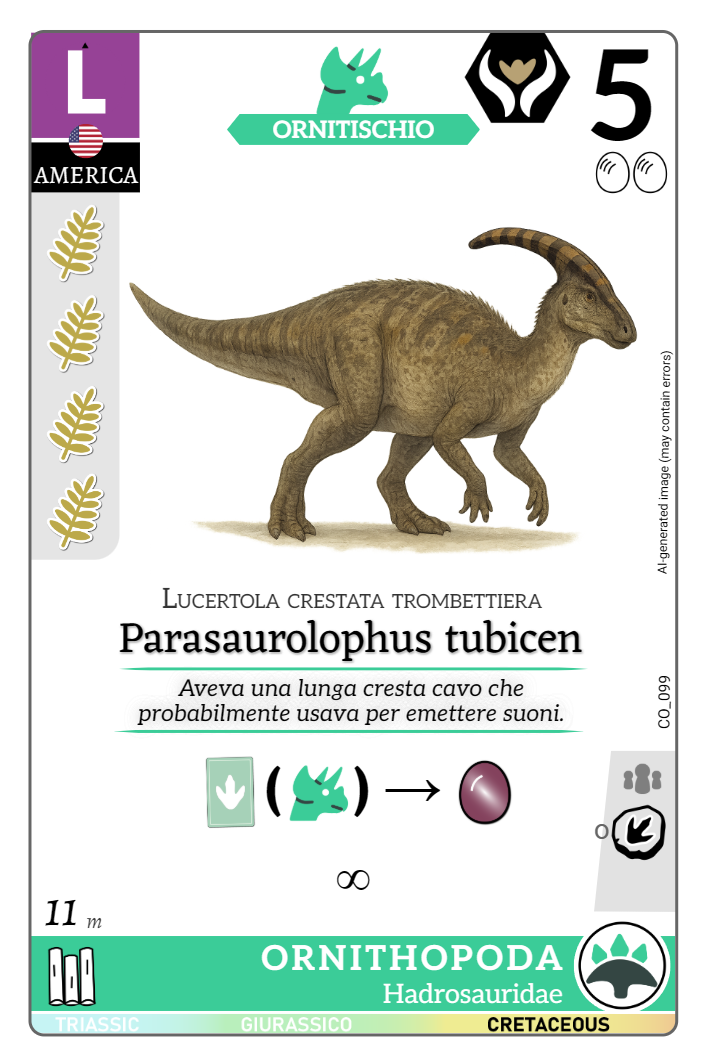 L
AMERICA
ORNITISCHIO
5
AI-generated image (may contain errors)
Lucertola crestata trombettiera
Parasaurolophus tubicen
Aveva una lunga cresta cavo che
probabilmente usava per emettere suoni.
CO_099
( ) →
o
∞
11 m
ORNITHOPODA
Hadrosauridae
TRIASSIC GIURASSICO CRETACEOUS